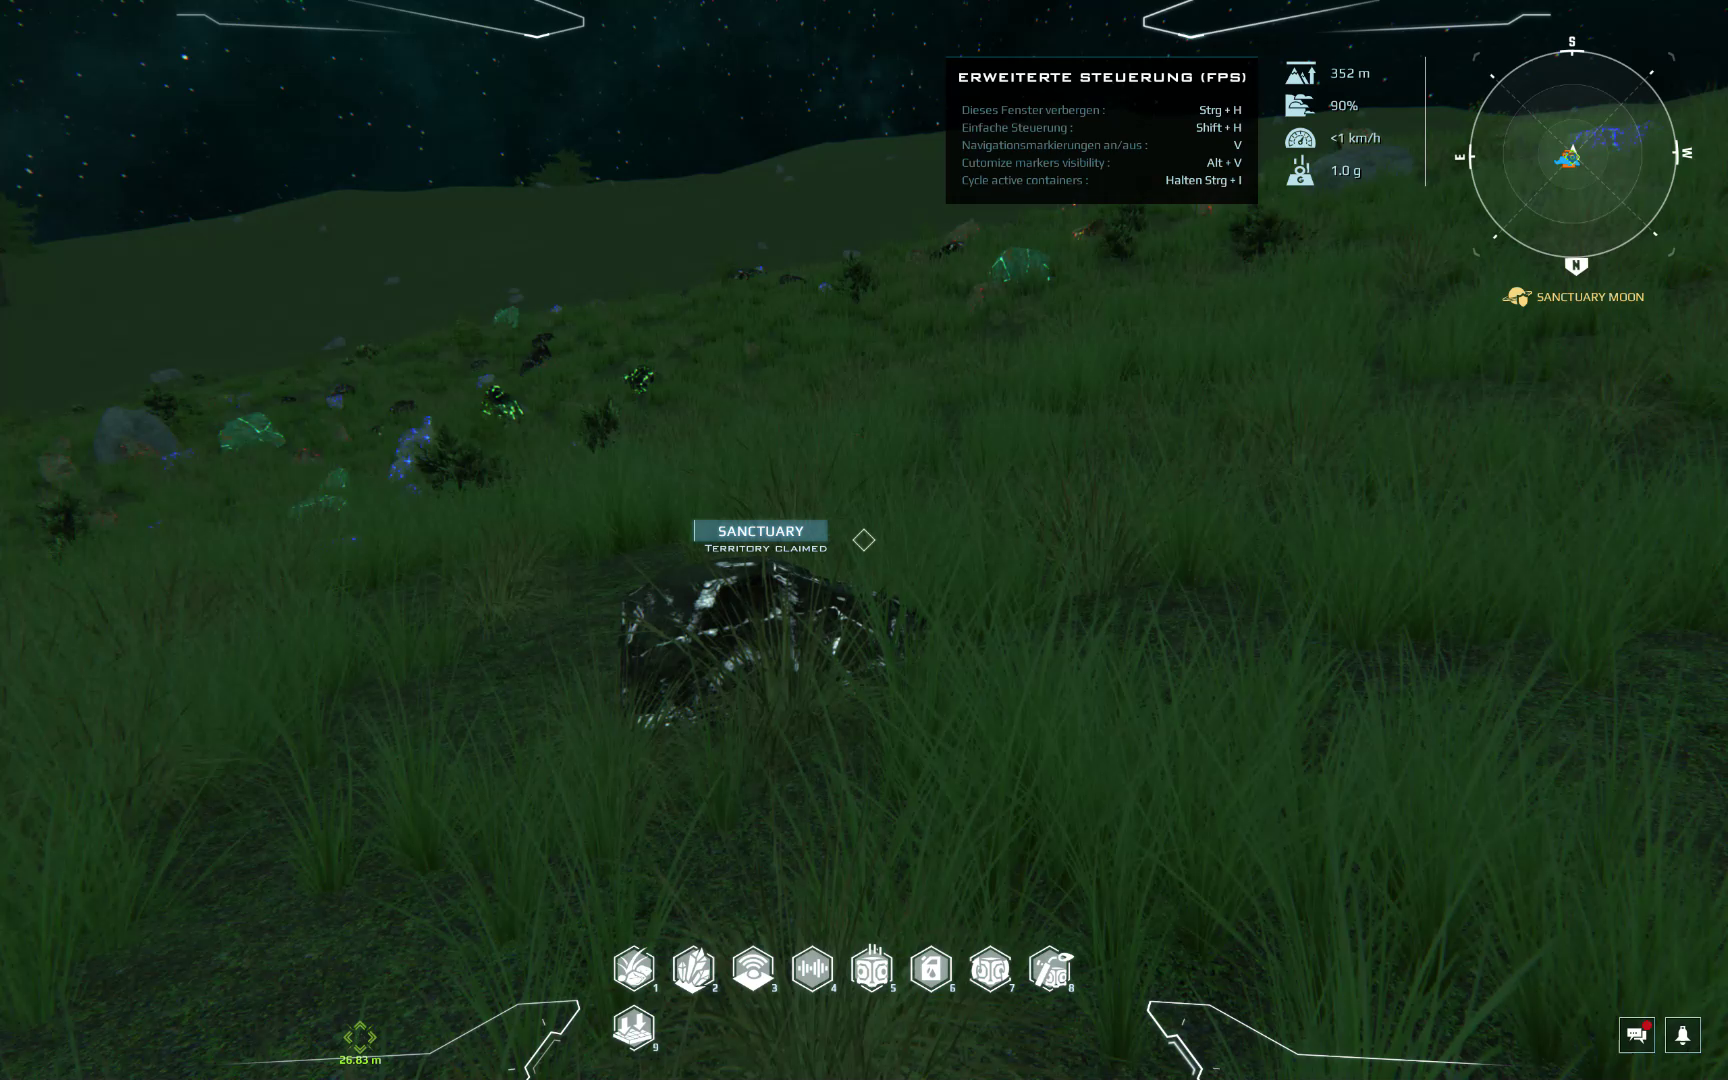 ERWEITERTE STEUERUNG (FPS)
Dieses Fenster verbergen : Strg + H
Einfache Steuerung : Shift + H
Navigationsmarkierungen an/aus : V
Cutomize markers visibility : Alt + V
Cycle active containers : Halten Strg + I
352 m
90%
<1 km/h
1.0 g
G
S
E
W
N
SANCTUARY MOON
SANCTUARY
TERRITORY CLAIMED
1
2
3
4
5
6
7
8
9
26.83 m